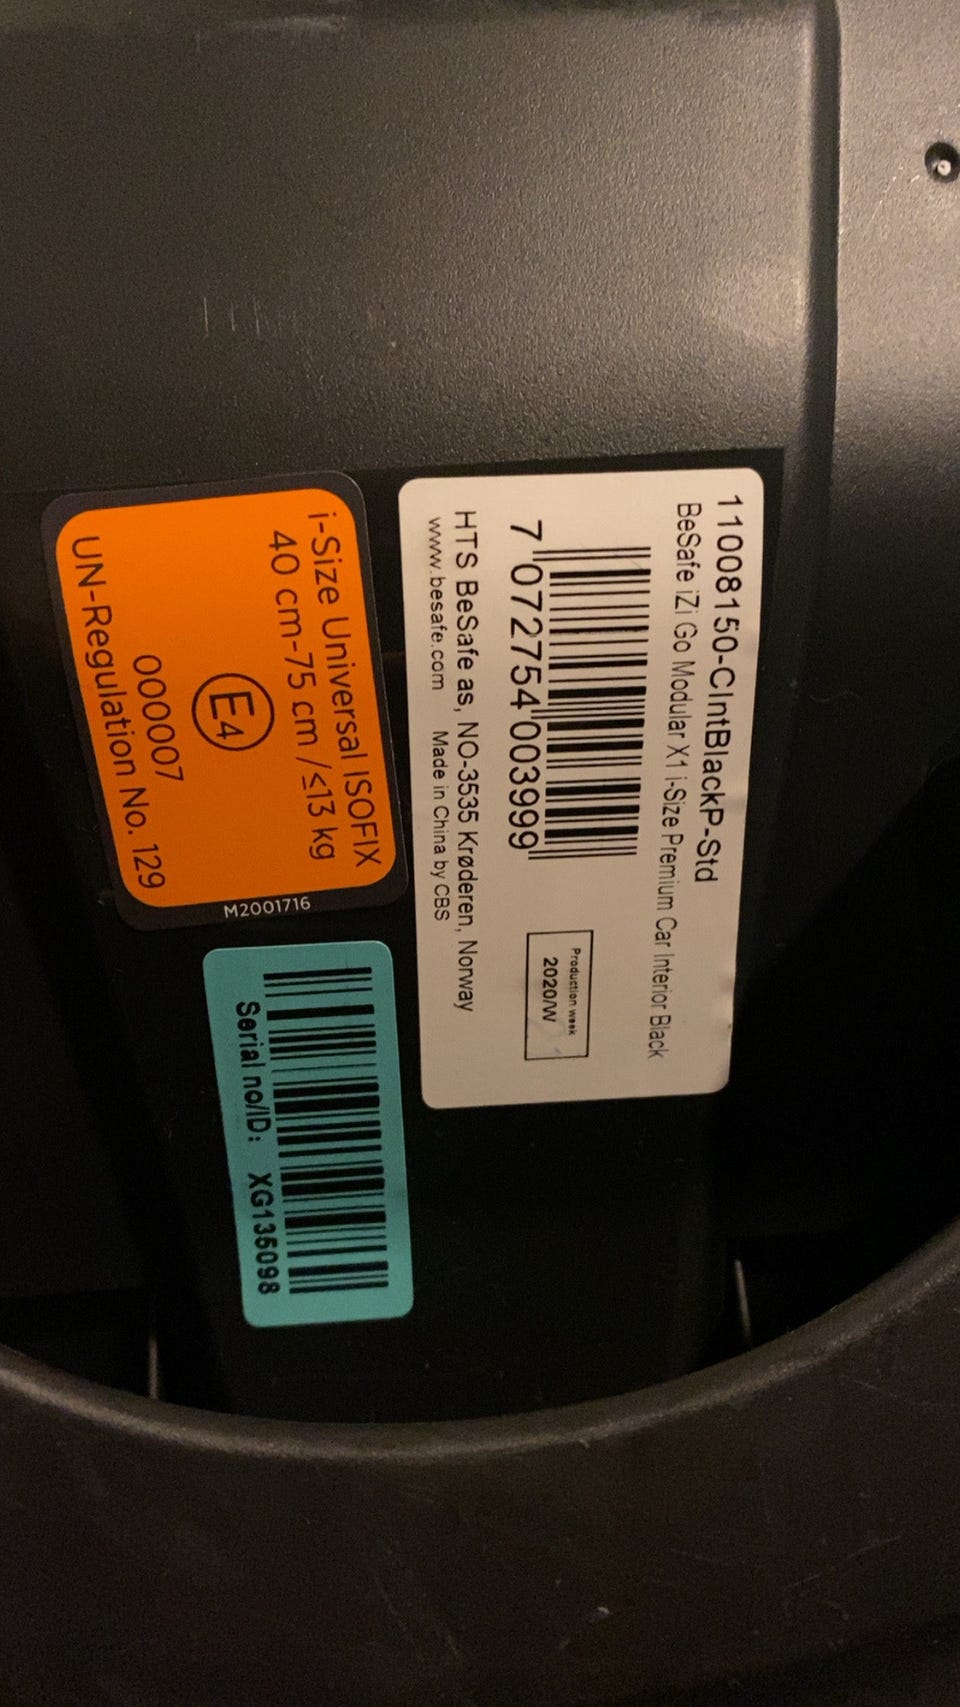 11008150-CIntBlackP-Std
BeSafe iZi Go Modular X1 i-Size Premium Car Interior Black
7 072754 003999
Production week
2020/W
HTS BeSafe as, NO-3535 Krøderen, Norway
www.besafe.com Made in China by CBS
i-Size Universal ISOFIX
40 cm-75 cm /≤13 kg
E4
000007
UN-Regulation No. 129
M2001716
Serial no/ID: XG135098